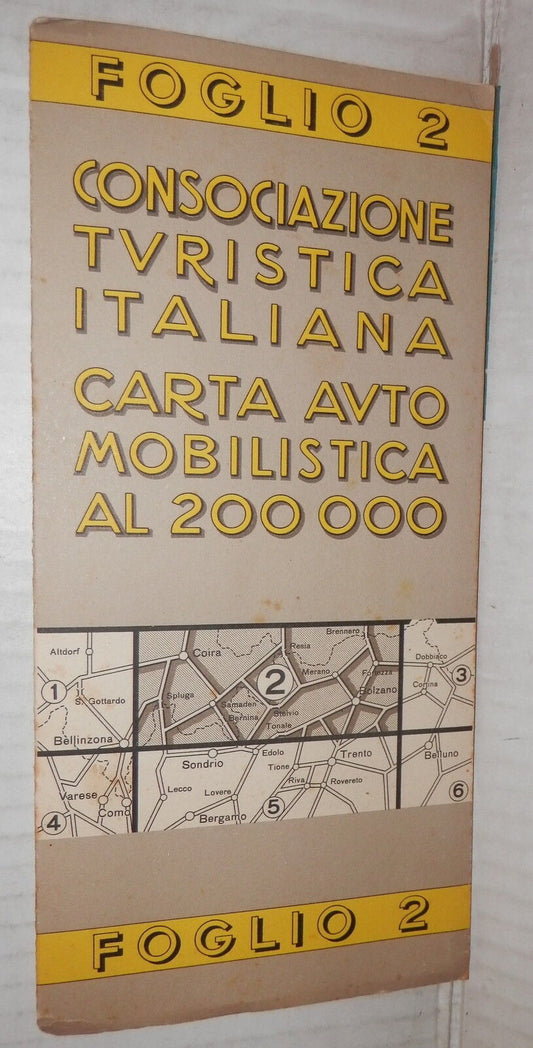 FOGLIO 2
CONSOCIAZIONE
TVRISTICA
ITALIANA
CARTA AVTO
MOBILISTICA
AL 200 000
Altdorf
Coira
Brennero
Resia
Merano
Fortezza
Dobbiaco
1
S. Gottardo
Spluga
Samaden
Bernina
2
Stelvio
Tonale
Bolzano
Cortina
3
Bellinzona
Sondrio
Edolo
Tione
Trento
Belluno
Varese
Como
Lecco
Lovere
Riva
Rovereto
4
Bergamo
5
6
FOGLIO 2